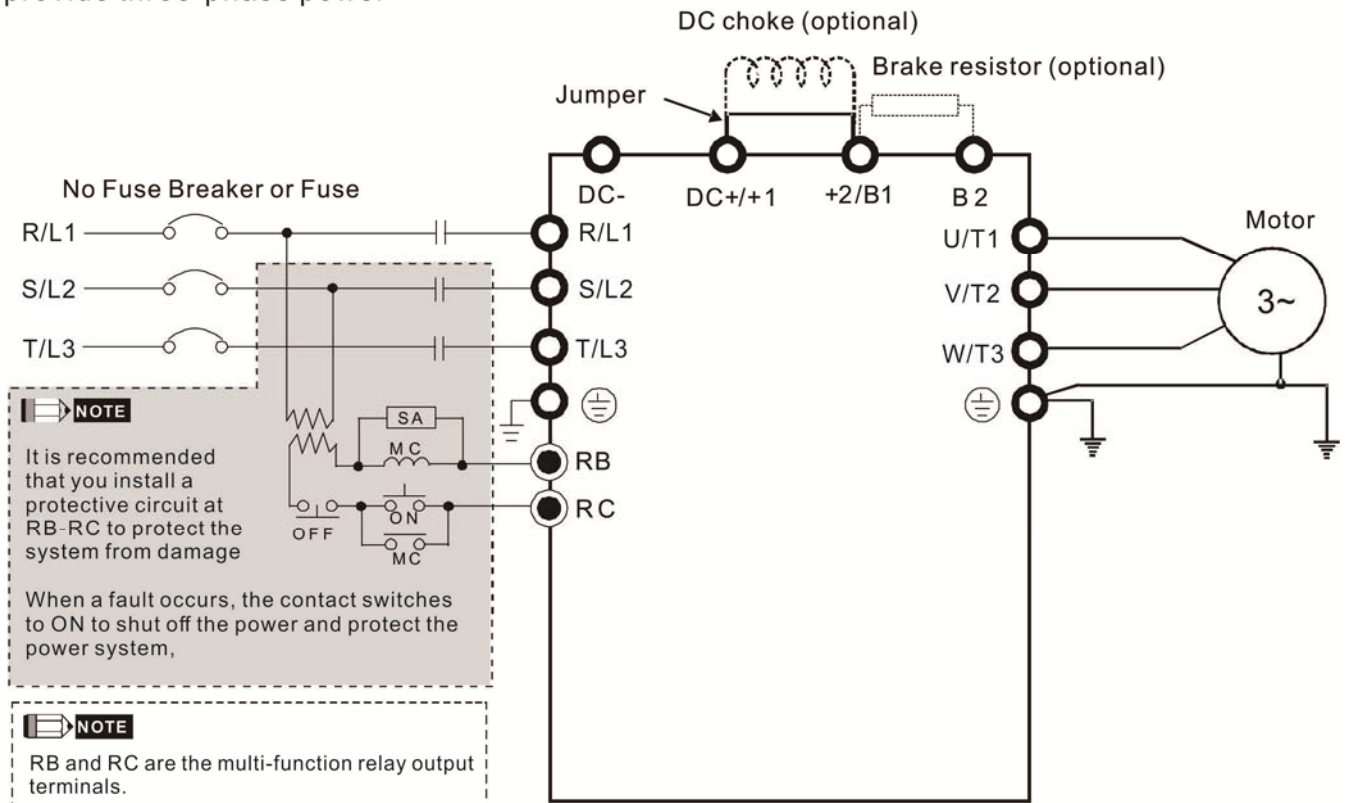 provide three-phase power
DC choke (optional)
Brake resistor (optional)
Jumper
No Fuse Breaker or Fuse
DC-
DC+/+1
+2/B1
B2
Motor
R/L1
R/L1
U/T1
S/L2
S/L2
V/T2
3~
T/L3
T/L3
W/T3
NOTE
SA
It is recommended
that you install a
protective circuit at
RB-RC to protect the
system from damage
MC
RB
ON
RC
OFF
MC
When a fault occurs, the contact switches
to ON to shut off the power and protect the
power system,
NOTE
RB and RC are the multi-function relay output
terminals.